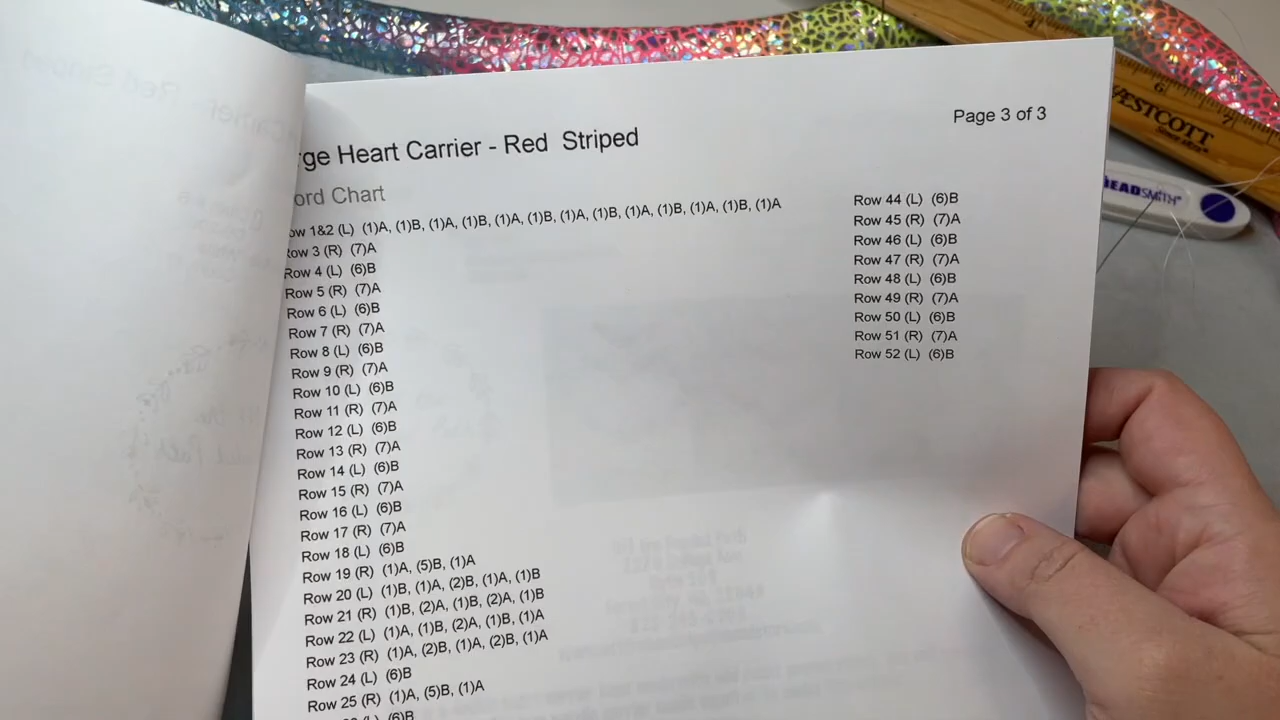 Page 3 of 3
rge Heart Carrier - Red Striped
ord Chart
ow 1&2 (L) (1)A, (1)B, (1)A, (1)B, (1)A, (1)B, (1)A, (1)B, (1)A, (1)B, (1)A, (1)B, (1)A
Row 3 (R) (7)A
Row 4 (L) (6)B
Row 5 (R) (7)A
Row 6 (L) (6)B
Row 7 (R) (7)A
Row 8 (L) (6)B
Row 9 (R) (7)A
Row 10 (L) (6)B
Row 11 (R) (7)A
Row 12 (L) (6)B
Row 13 (R) (7)A
Row 14 (L) (6)B
Row 15 (R) (7)A
Row 16 (L) (6)B
Row 17 (R) (7)A
Row 18 (L) (6)B
Row 19 (R) (1)A, (5)B, (1)A
Row 20 (L) (1)B, (1)A, (2)B, (1)A, (1)B
Row 21 (R) (1)B, (2)A, (1)B, (2)A, (1)B
Row 22 (L) (1)A, (1)B, (2)A, (1)B, (1)A
Row 23 (R) (1)A, (2)B, (1)A, (2)B, (1)A
Row 24 (L) (6)B
Row 25 (R) (1)A, (5)B, (1)A
(L) (6)B
Row 44 (L) (6)B
Row 45 (R) (7)A
Row 46 (L) (6)B
Row 47 (R) (7)A
Row 48 (L) (6)B
Row 49 (R) (7)A
Row 50 (L) (6)B
Row 51 (R) (7)A
Row 52 (L) (6)B
WESTCOTT
BEADSMITH